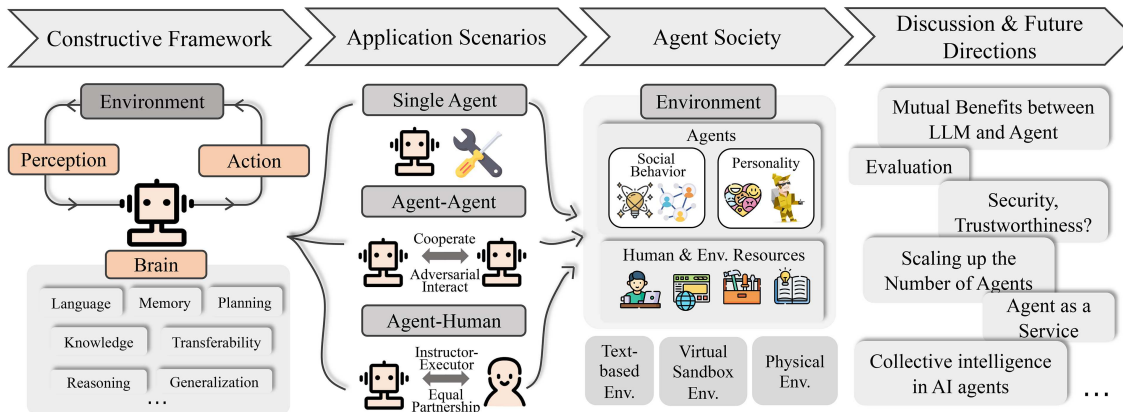 Constructive Framework
Application Scenarios
Agent Society
Discussion & Future
Directions
Environment
Perception
Action
Brain
Language
Memory
Planning
Knowledge
Transferability
Reasoning
Generalization
...
Single Agent
Agent-Agent
Cooperate
Adversarial
Interact
Agent-Human
Instructor-
Executor
Equal
Partnership
Environment
Agents
Social
Behavior
Personality
Human & Env. Resources
Text-
based Env.
Virtual
Sandbox
Env.
Physical
Env.
Mutual Benefits between
LLM and Agent
Evaluation
Security,
Trustworthiness?
Scaling up the
Number of Agents
Agent as a
Service
Collective intelligence
in AI agents
...